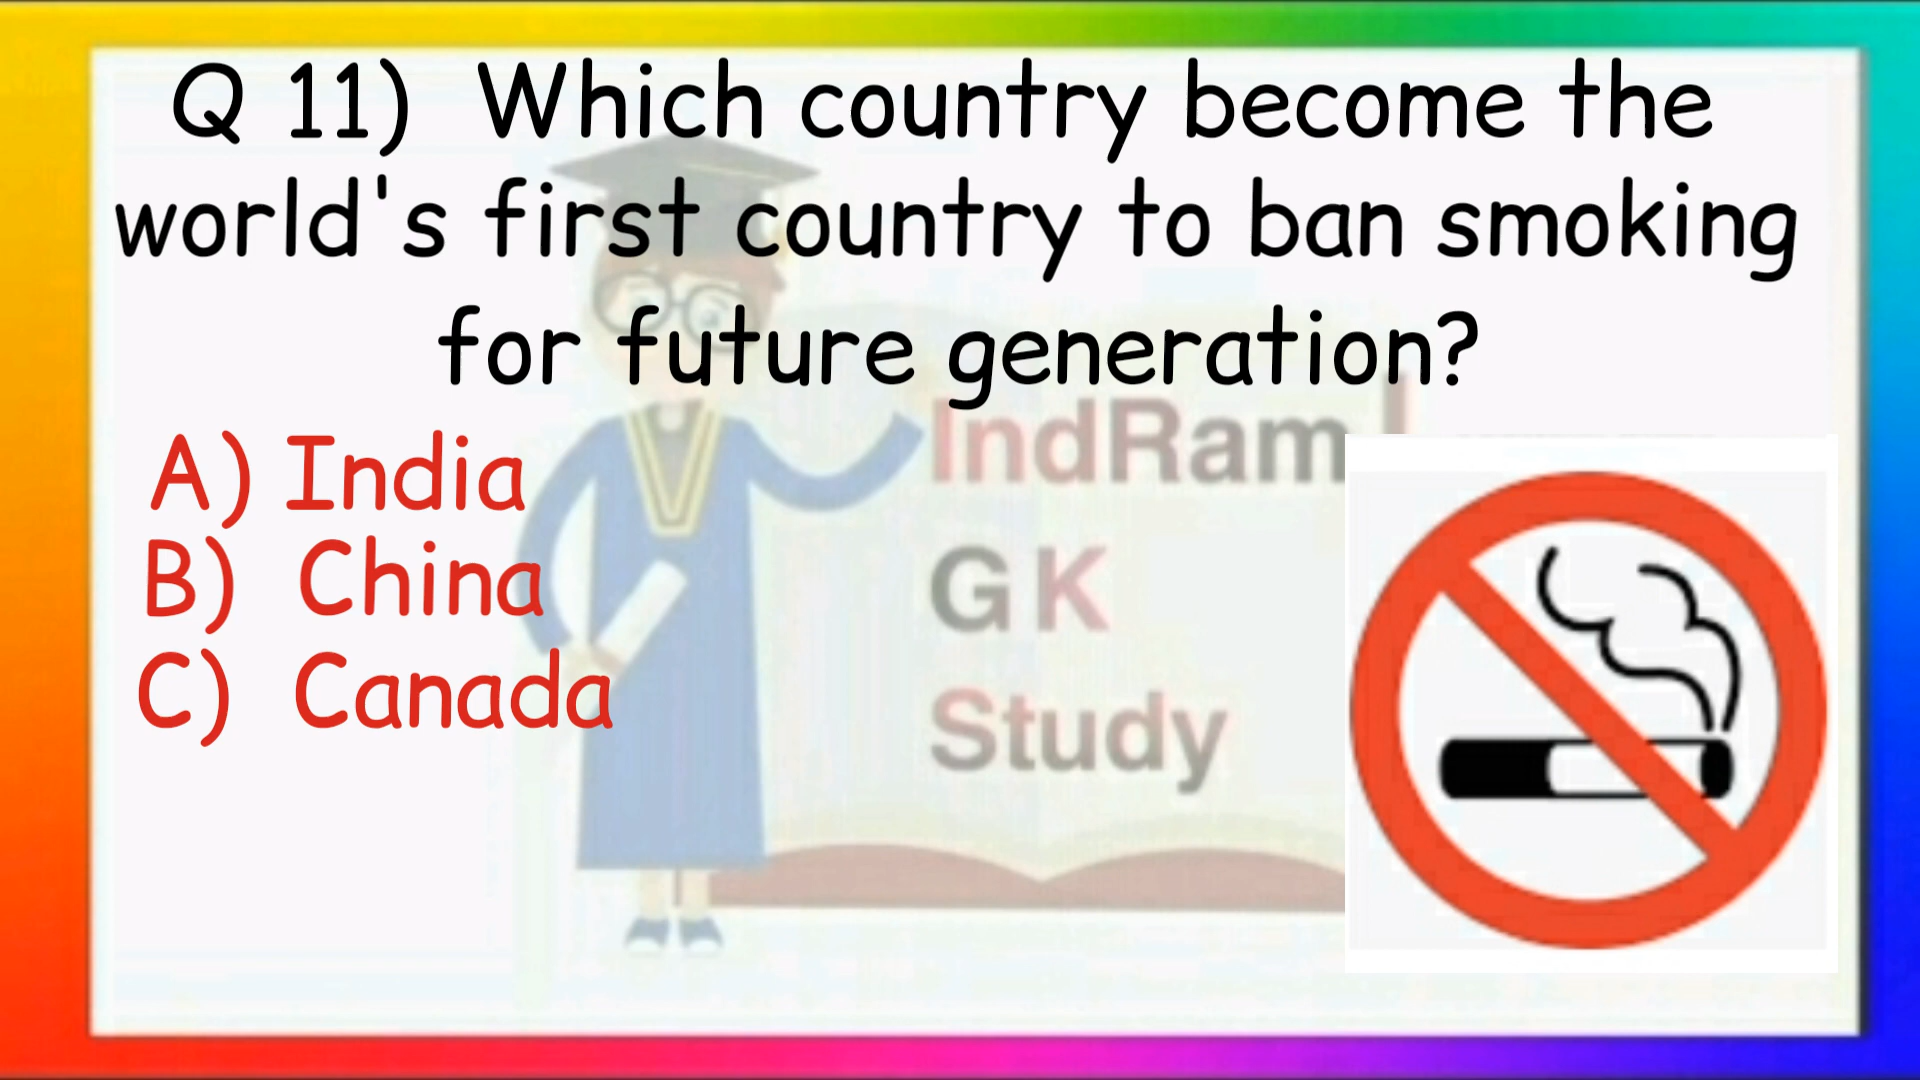 Q 11) Which country become the
world's first country to ban smoking
for future generation?
A) India
B) China
C) Canada
IndRam
G K
Study